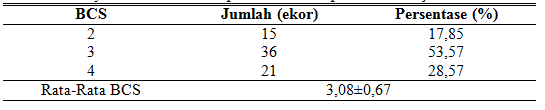 BCS Jumlah (ekor) Persentase (%)
2 15 17,85
3 36 53,57
4 21 28,57
Rata-Rata BCS 3,08±0,67